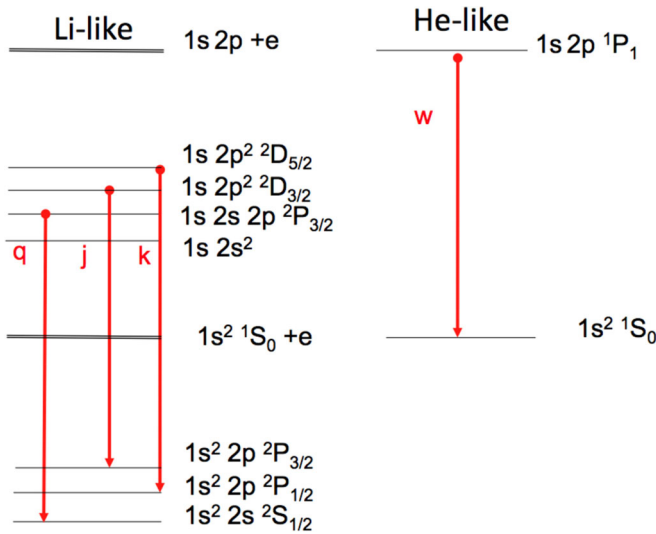 Li-like
1s 2p +e
1s 2p² ²D₅/₂
1s 2p² ²D₃/₂
1s 2s 2p ²P₃/₂
1s 2s²
q
j
k
1s² ¹S₀ +e
1s² 2p ²P₃/₂
1s² 2p ²P₁/₂
1s² 2s ²S₁/₂
He-like
1s 2p ¹P₁
w
1s² ¹S₀